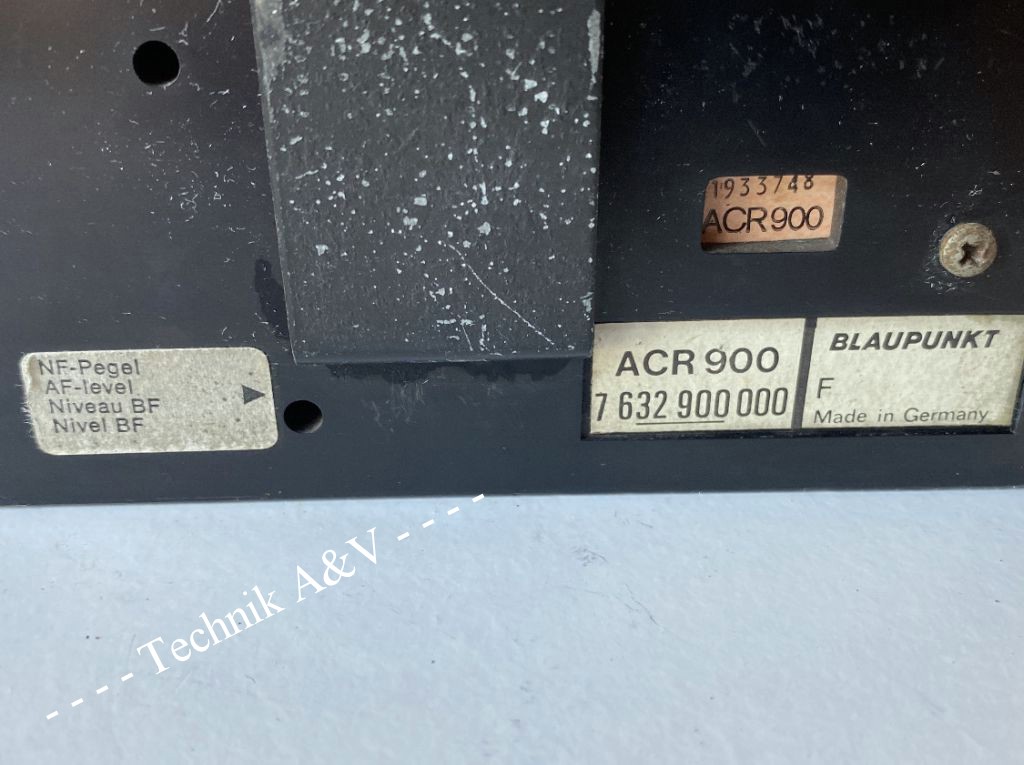 1933748
ACR900
NF-Pegel
AF-level
Niveau BF
Nivel BF
ACR 900
7 632 900 000
BLAUPUNKT
F
Made in Germany
- - - - Technik A&V - - - -